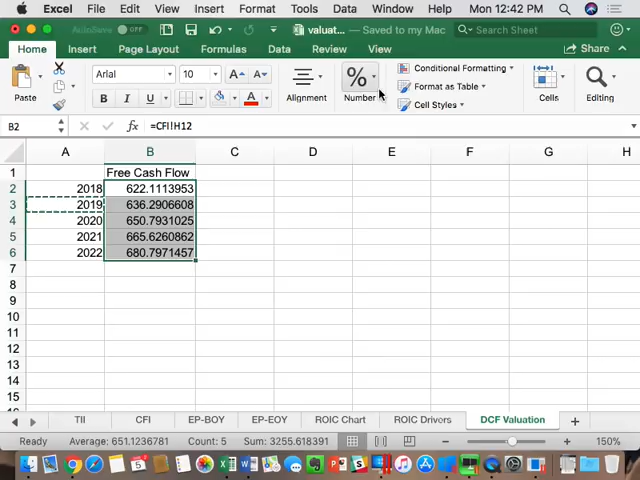 Excel File Edit View Insert Format Tools Data Window Help Mon 12:42 PM
AutoSave OFF valuat... — Saved to my Mac Search Sheet
Home Insert Page Layout Formulas Data Review View Share
Paste Arial 10 A A Alignment % Number Conditional Formatting Cells Editing
B I U A Format as Table
Cell Styles
B2 fx =CFI!H12
A B C D E F G H
1 Free Cash Flow
2 2018 622.1113953
3 2019 636.2906608
4 2020 650.7931025
5 2021 665.6260862
6 2022 680.7971457
7
8
9
10
11
12
13
14
15
16
TII CFI EP-BOY EP-EOY ROIC Chart ROIC Drivers DCF Valuation
Ready Average: 651.1236781 Count: 5 Sum: 3255.618391 150%